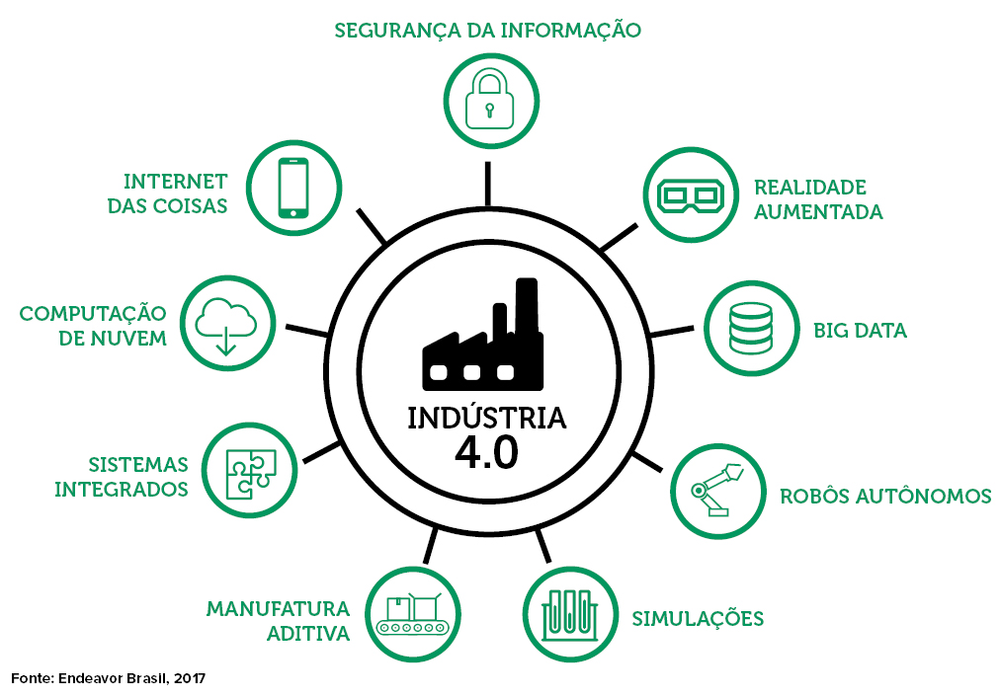 SEGURANÇA DA INFORMAÇÃO
INTERNET
DAS COISAS
REALIDADE
AUMENTADA
COMPUTAÇÃO
DE NUVEM
BIG DATA
INDÚSTRIA
4.0
SISTEMAS
INTEGRADOS
ROBÔS AUTÔNOMOS
MANUFATURA
ADITIVA
SIMULAÇÕES
Fonte: Endeavor Brasil, 2017